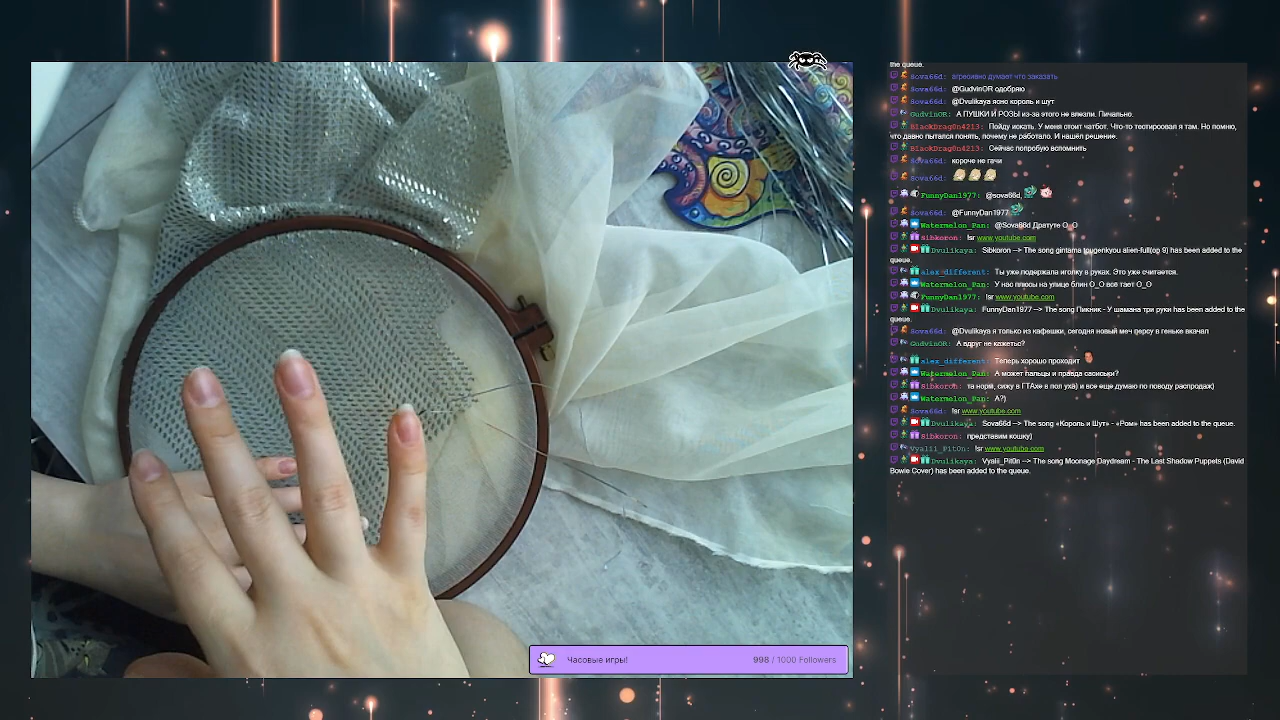 the queue.
Sova66d: агресивно думает что заказать
Sova66d: @GudvinOR одобряю
Sova66d: @Dvulikaya ясно король и шут
GudvinOR: А ПУШКИ И РОЗЫ из-за этого не влезли. Пичально.
BlackDrag0n4213: Пойду искать. У меня стоит чатбот. Что-то тестировоал я там. Но помню,
что давно пытался понять, почему не работало. И нашёл решение.
BlackDrag0n4213: Сейчас попробую вспомнить
Sova66d: короче не гачи
Sova66d:
FunnyDan1977: @sova66d,
Sova66d: @FunnyDan1977
Watermelon_Pan: @Sova66d Дратуте О_О
Sibkoron: !sr www.youtube.com
Dvulikaya: Sibkoron --> The song gintama tougenkyou alien-full(op 9) has been added to the
queue.
alex_different: Ты уже подержала иголку в руках. Это уже считается.
Watermelon_Pan: У нас плюсы на улице блин О_О всё тает О_О
FunnyDan1977: !sr www.youtube.com
Dvulikaya: FunnyDan1977 --> The song Пикник - У шамана три руки has been added to the
queue.
Sova66d: @Dvulikaya я только из кафешки, сегодня новый меч персу в геньке вкачал
GudvinOR: А вдруг не кажетьс?
alex_different: Теперь хорошо проходит
Watermelon_Pan: А может пальцы и правда сасиськи?
Sibkoron: та норм, сижу в ГТАхе в пол уха) и все еще думаю по поводу распродаж)
Watermelon_Pan: А?)
Sova66d: !sr www.youtube.com
Dvulikaya: Sova66d --> The song «Король и Шут» - «Ром» has been added to the queue.
Sibkoron: представим кошку)
Vyalii_Pit0n: !sr www.youtube.com
Dvulikaya: Vyalii_Pit0n --> The song Moonage Daydream - The Last Shadow Puppets (David
Bowie Cover) has been added to the queue.
Часовые игры! 998 / 1000 Followers